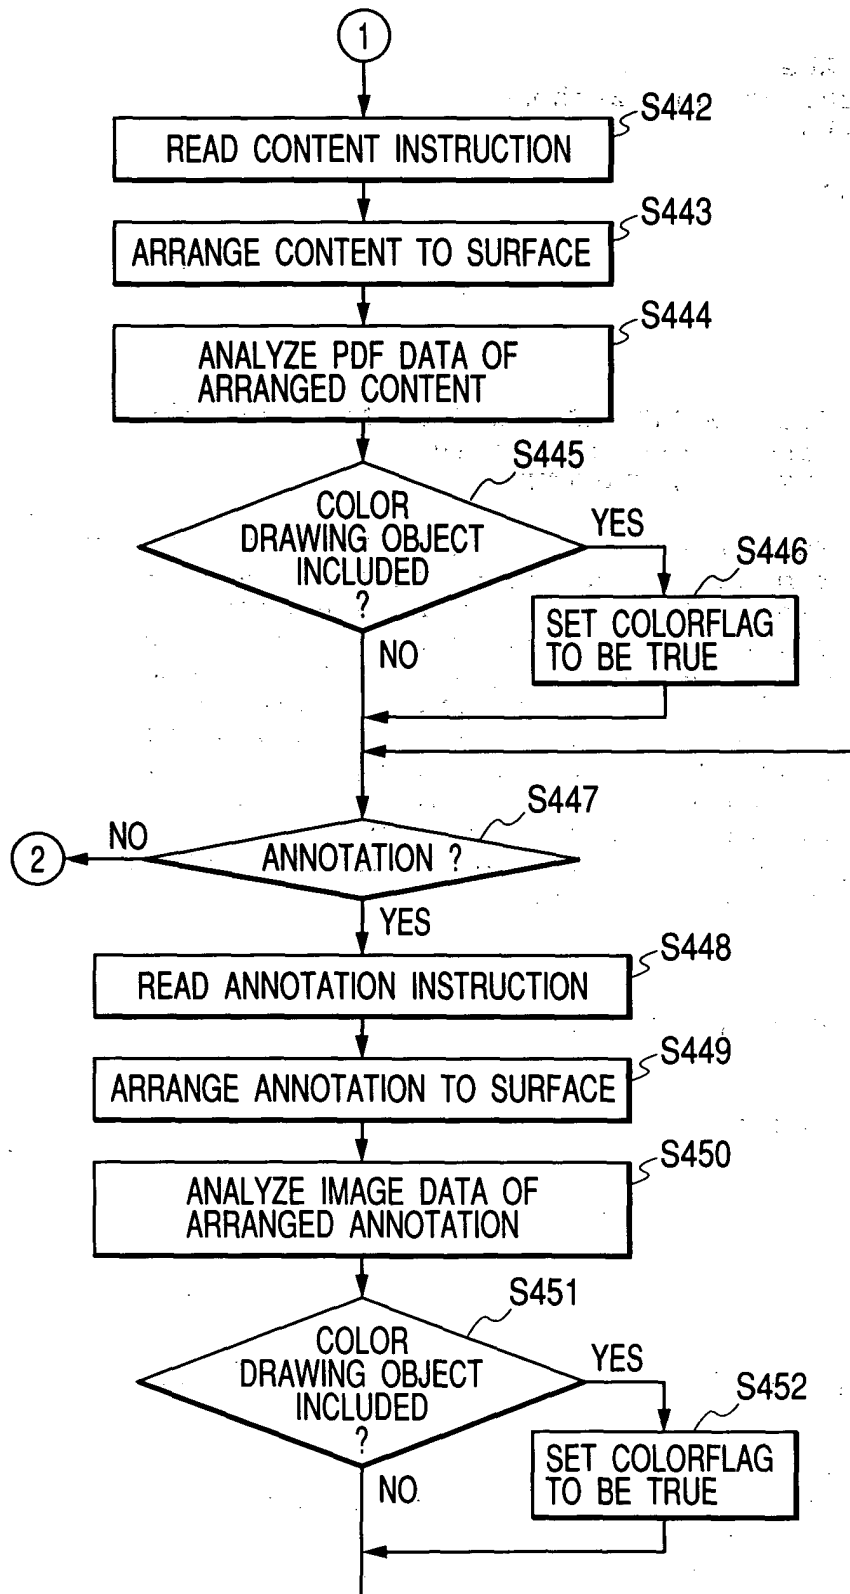 1
S442
READ CONTENT INSTRUCTION
S443
ARRANGE CONTENT TO SURFACE
S444
ANALYZE PDF DATA OF
ARRANGED CONTENT
S445
COLOR
DRAWING OBJECT
INCLUDED
?
YES
S446
SET COLORFLAG
TO BE TRUE
NO
S447
ANNOTATION ?
NO
2
YES
S448
READ ANNOTATION INSTRUCTION
S449
ARRANGE ANNOTATION TO SURFACE
S450
ANALYZE IMAGE DATA OF
ARRANGED ANNOTATION
S451
COLOR
DRAWING OBJECT
INCLUDED
?
YES
S452
SET COLORFLAG
TO BE TRUE
NO